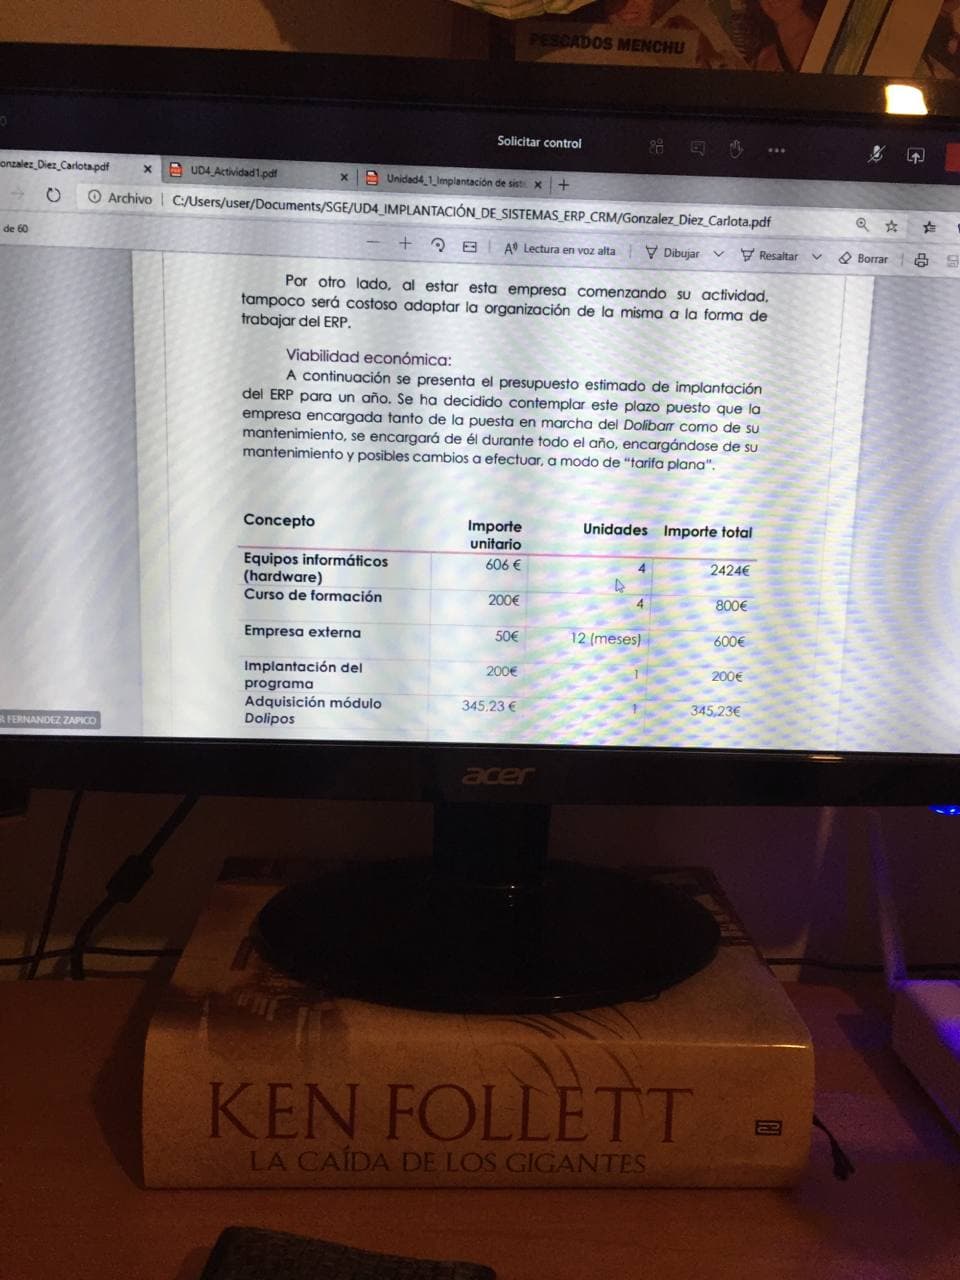 PESCADOS MENCHU
Solicitar control
onzalez_Diez_Carlota.pdf
UD4_Actividad1.pdf
Unidad4_1_Implantación de siste
Archivo
C:/Users/user/Documents/SGE/UD4_IMPLANTACIÓN_DE_SISTEMAS_ERP_CRM/Gonzalez_Diez_Carlota.pdf
de 60
Lectura en voz alta
Dibujar
Resaltar
Borrar
Por otro lado, al estar esta empresa comenzando su actividad,
tampoco será costoso adaptar la organización de la misma a la forma de
trabajar del ERP.
Viabilidad económica:
A continuación se presenta el presupuesto estimado de implantación
del ERP para un año. Se ha decidido contemplar este plazo puesto que la
empresa encargada tanto de la puesta en marcha del Dolibarr como de su
mantenimiento, se encargará de él durante todo el año, encargándose de su
mantenimiento y posibles cambios a efectuar, a modo de “tarifa plana”.
Concepto Importe unitario Unidades Importe total
Equipos informáticos (hardware) 606 € 4 2424€
Curso de formación 200€ 4 800€
Empresa externa 50€ 12 (meses) 600€
Implantación del programa 200€ 1 200€
Adquisición módulo Dolipos 345,23 € 1 345,23€
R FERNANDEZ ZAPICO
acer
KEN FOLLETT
LA CAÍDA DE LOS GIGANTES